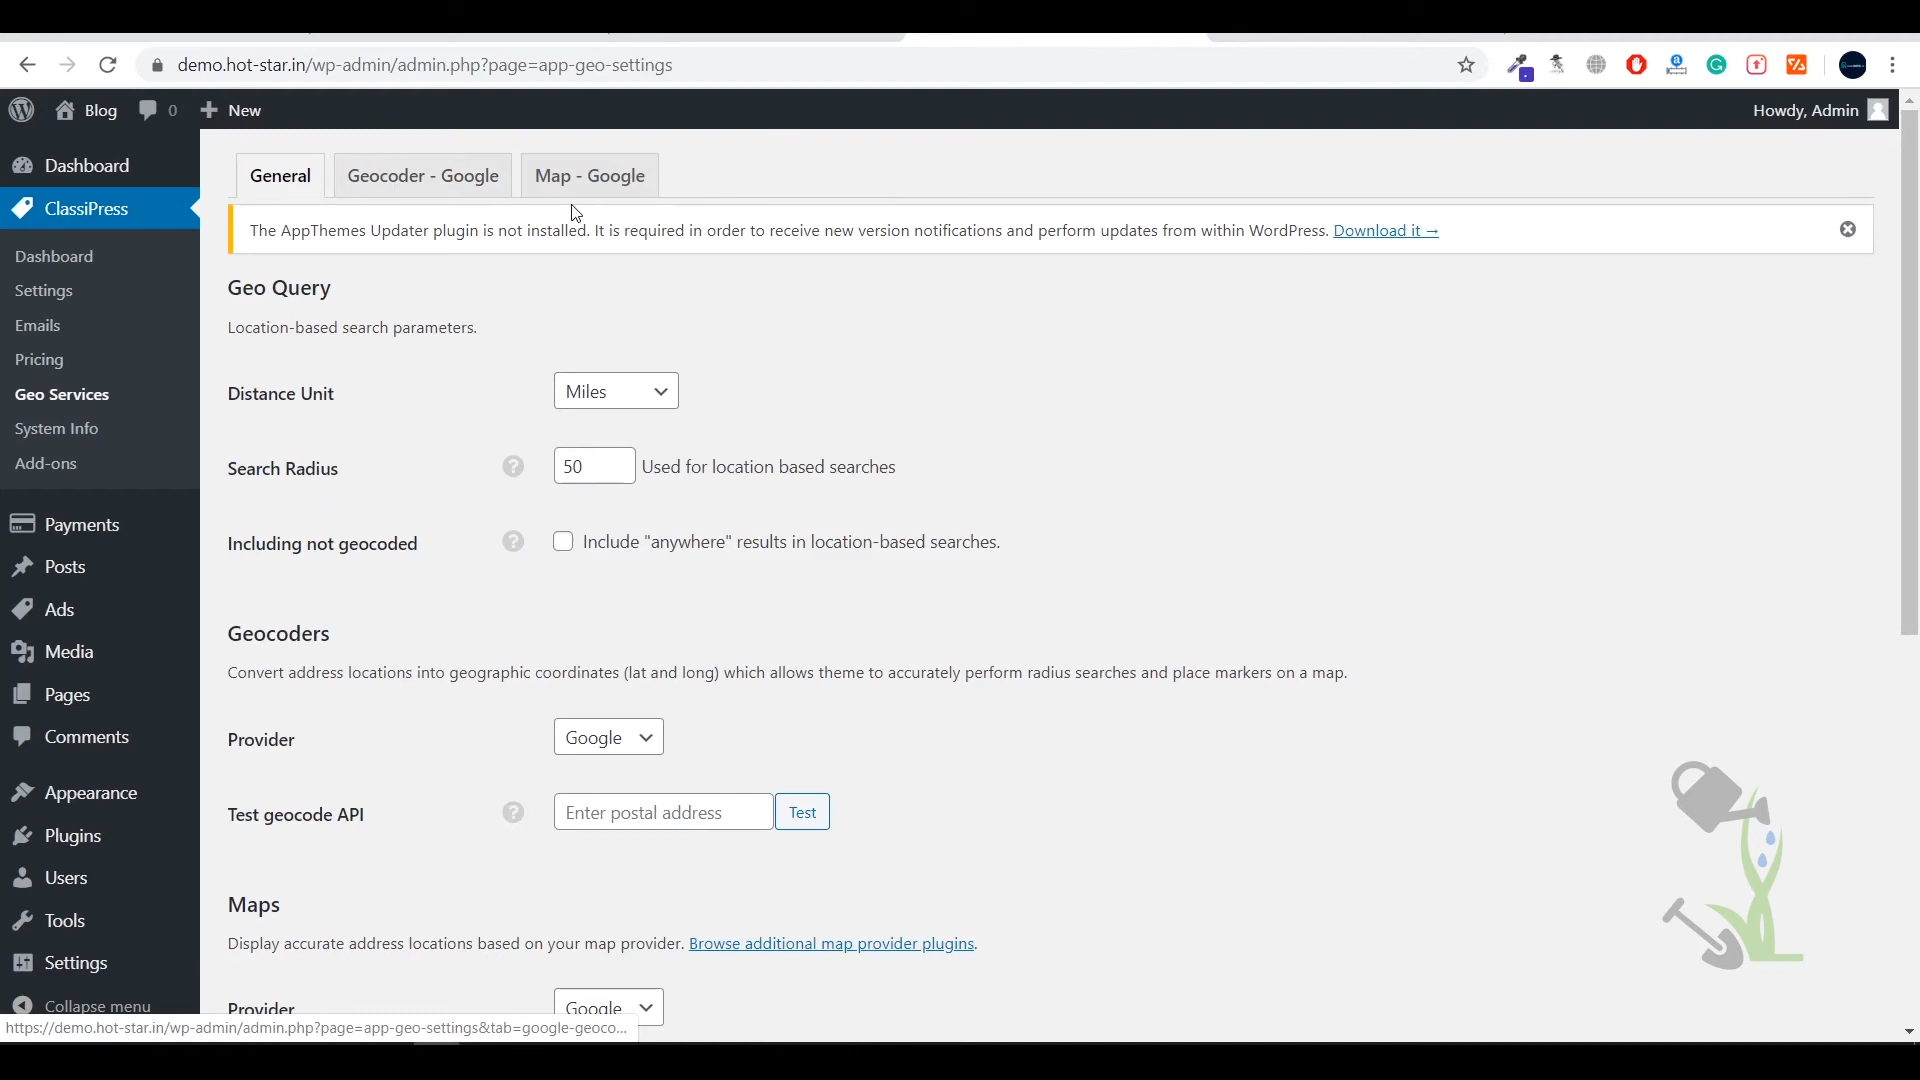 demo.hot-star.in/wp-admin/admin.php?page=app-geo-settings
Blog 0 New Howdy, Admin
Dashboard
ClassiPress
Dashboard
Settings
Emails
Pricing
Geo Services
System Info
Add-ons
Payments
Posts
Ads
Media
Pages
Comments
Appearance
Plugins
Users
Tools
Settings
Collapse menu
General Geocoder - Google Map - Google
The AppThemes Updater plugin is not installed. It is required in order to receive new version notifications and perform updates from within WordPress. Download it →
Geo Query
Location-based search parameters.
Distance Unit Miles
Search Radius ? 50 Used for location based searches
Including not geocoded ? Include "anywhere" results in location-based searches.
Geocoders
Convert address locations into geographic coordinates (lat and long) which allows theme to accurately perform radius searches and place markers on a map.
Provider Google
Test geocode API ? Enter postal address Test
Maps
Display accurate address locations based on your map provider. Browse additional map provider plugins.
Provider Google
https://demo.hot-star.in/wp-admin/admin.php?page=app-geo-settings&tab=google-geoco...